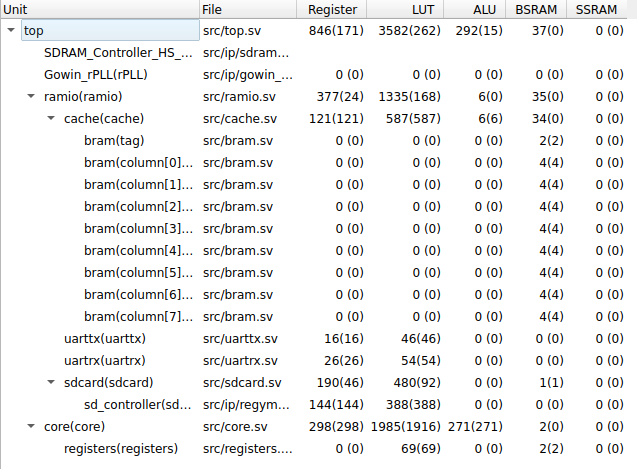 Unit File Register LUT ALU BSRAM SSRAM
top src/top.sv 846(171) 3582(262) 292(15) 37(0) 0 (0)
SDRAM_Controller_HS_... src/ip/sdram...
Gowin_rPLL(rPLL) src/ip/gowin_... 0 (0) 0 (0) 0 (0) 0 (0) 0 (0)
ramio(ramio) src/ramio.sv 377(24) 1335(168) 6(0) 35(0) 0 (0)
cache(cache) src/cache.sv 121(121) 587(587) 6(6) 34(0) 0 (0)
bram(tag) src/bram.sv 0 (0) 0 (0) 0 (0) 2(2) 0 (0)
bram(column[0]... src/bram.sv 0 (0) 0 (0) 0 (0) 4(4) 0 (0)
bram(column[1]... src/bram.sv 0 (0) 0 (0) 0 (0) 4(4) 0 (0)
bram(column[2]... src/bram.sv 0 (0) 0 (0) 0 (0) 4(4) 0 (0)
bram(column[3]... src/bram.sv 0 (0) 0 (0) 0 (0) 4(4) 0 (0)
bram(column[4]... src/bram.sv 0 (0) 0 (0) 0 (0) 4(4) 0 (0)
bram(column[5]... src/bram.sv 0 (0) 0 (0) 0 (0) 4(4) 0 (0)
bram(column[6]... src/bram.sv 0 (0) 0 (0) 0 (0) 4(4) 0 (0)
bram(column[7]... src/bram.sv 0 (0) 0 (0) 0 (0) 4(4) 0 (0)
uarttx(uarttx) src/uarttx.sv 16(16) 46(46) 0 (0) 0 (0) 0 (0)
uartrx(uartrx) src/uartrx.sv 26(26) 54(54) 0 (0) 0 (0) 0 (0)
sdcard(sdcard) src/sdcard.sv 190(46) 480(92) 0 (0) 1(1) 0 (0)
sd_controller(sd... src/ip/regym... 144(144) 388(388) 0 (0) 0 (0) 0 (0)
core(core) src/core.sv 298(298) 1985(1916) 271(271) 2(0) 0 (0)
registers(registers) src/registers.... 0 (0) 69(69) 0 (0) 2(2) 0 (0)